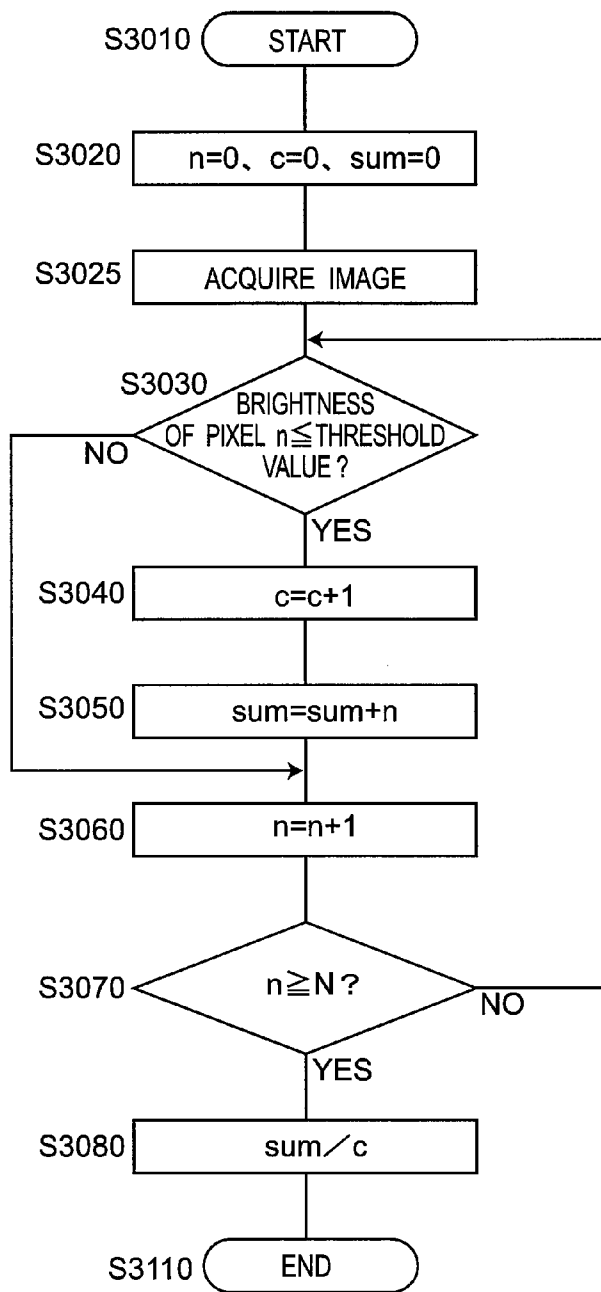 S3010
START
S3020
n=0、c=0、sum=0
S3025
ACQUIRE IMAGE
S3030
BRIGHTNESS
OF PIXEL n≦THRESHOLD
VALUE?
NO
YES
S3040
c=c+1
S3050
sum=sum+n
S3060
n=n+1
S3070
n≧N?
NO
YES
S3080
sum／c
S3110
END